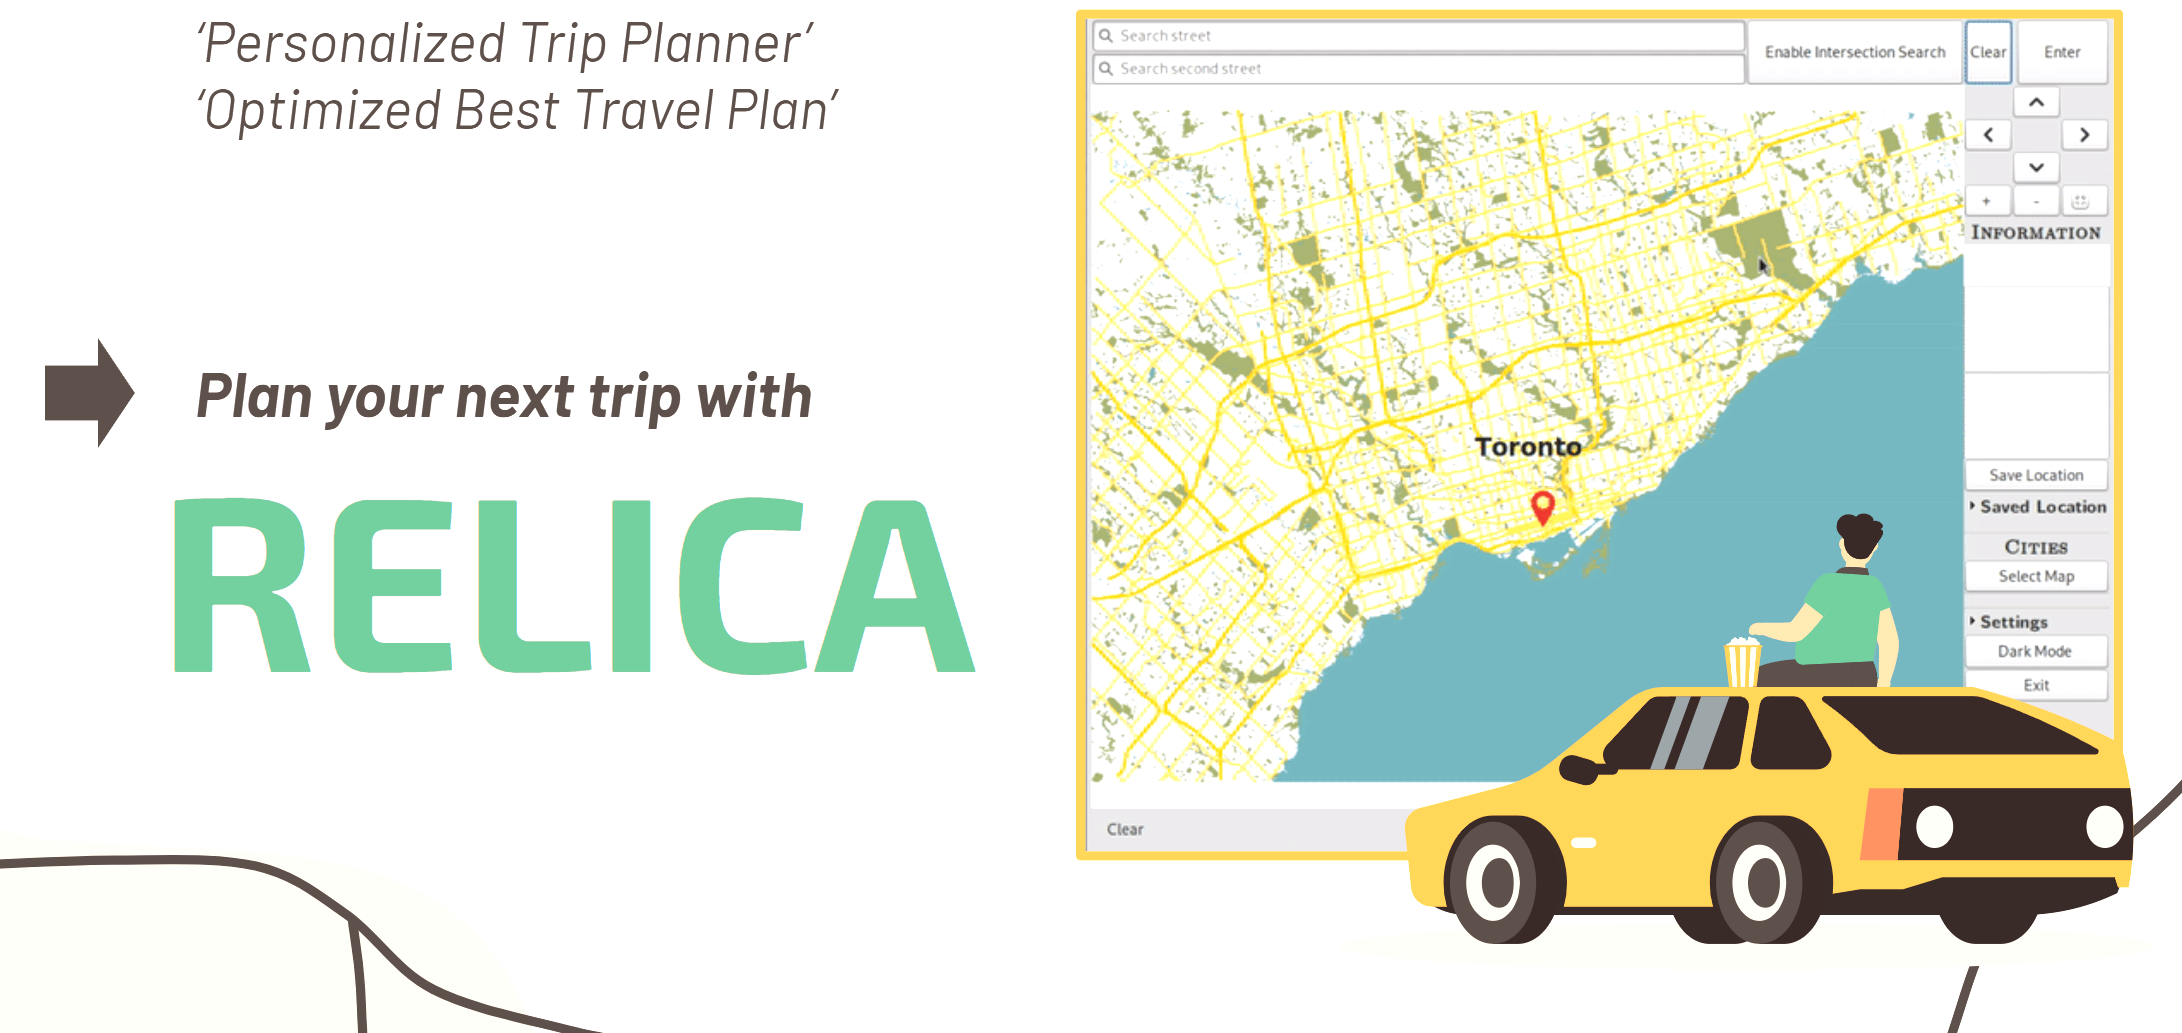 ‘Personalized Trip Planner’
‘Optimized Best Travel Plan’
Plan your next trip with
RELICA
Search street
Search second street
Enable Intersection Search
Clear
Enter
+
-
INFORMATION
Toronto
Save Location
Saved Location
CITIES
Select Map
Settings
Dark Mode
Exit
Clear